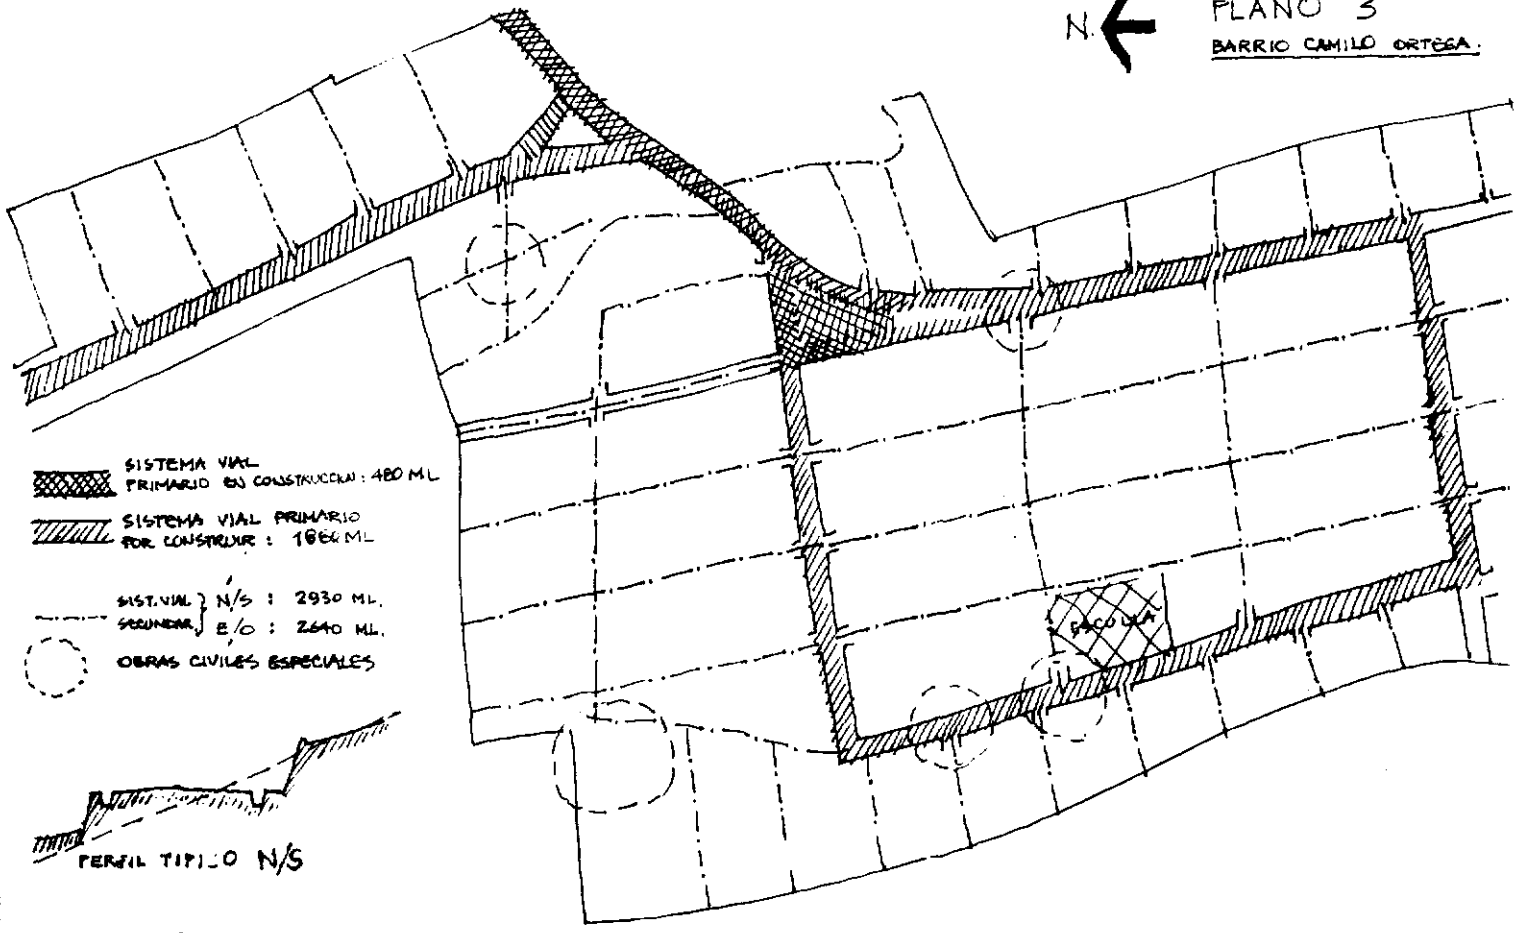 N.
PLANO 3
BARRIO CAMILO ORTEGA.
SISTEMA VIAL
PRIMARIO EN CONSTRUCCION : 480 ML
SISTEMA VIAL PRIMARIO
POR CONSTRUIR : ML
SIST. VIAL } N/S : 2930 ML.
SECUNDAR. } E/O : 2640 ML.
OBRAS CIVILES ESPECIALES
ESCUELA
PERFIL TIPICO N/S